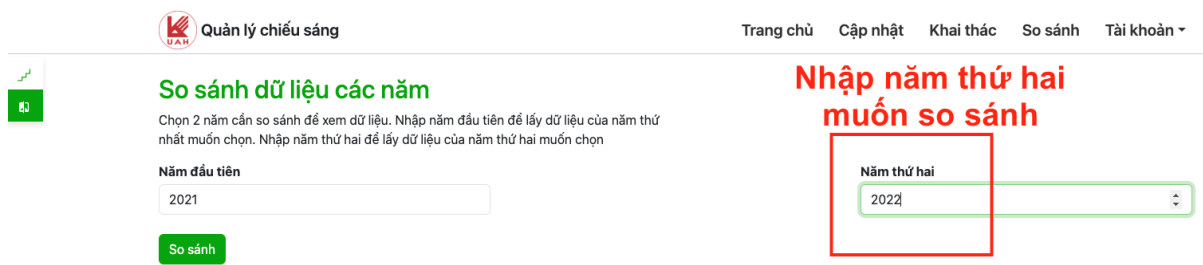 UAH
Quản lý chiếu sáng
Trang chủ Cập nhật Khai thác So sánh Tài khoản
So sánh dữ liệu các năm
Chọn 2 năm cần so sánh để xem dữ liệu. Nhập năm đầu tiên để lấy dữ liệu của năm thứ
nhất muốn chọn. Nhập năm thứ hai để lấy dữ liệu của năm thứ hai muốn chọn
Nhập năm thứ hai
muốn so sánh
Năm đầu tiên
2021
Năm thứ hai
2022
So sánh